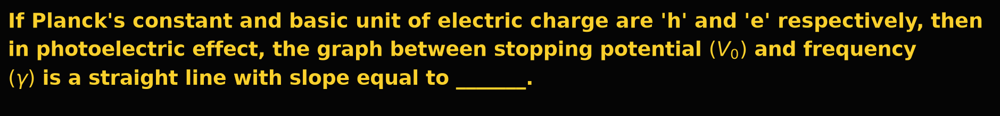 If Planck's constant and basic unit of electric charge are 'h' and 'e' respectively, then
in photoelectric effect, the graph between stopping potential (V₀) and frequency
(γ) is a straight line with slope equal to _______.